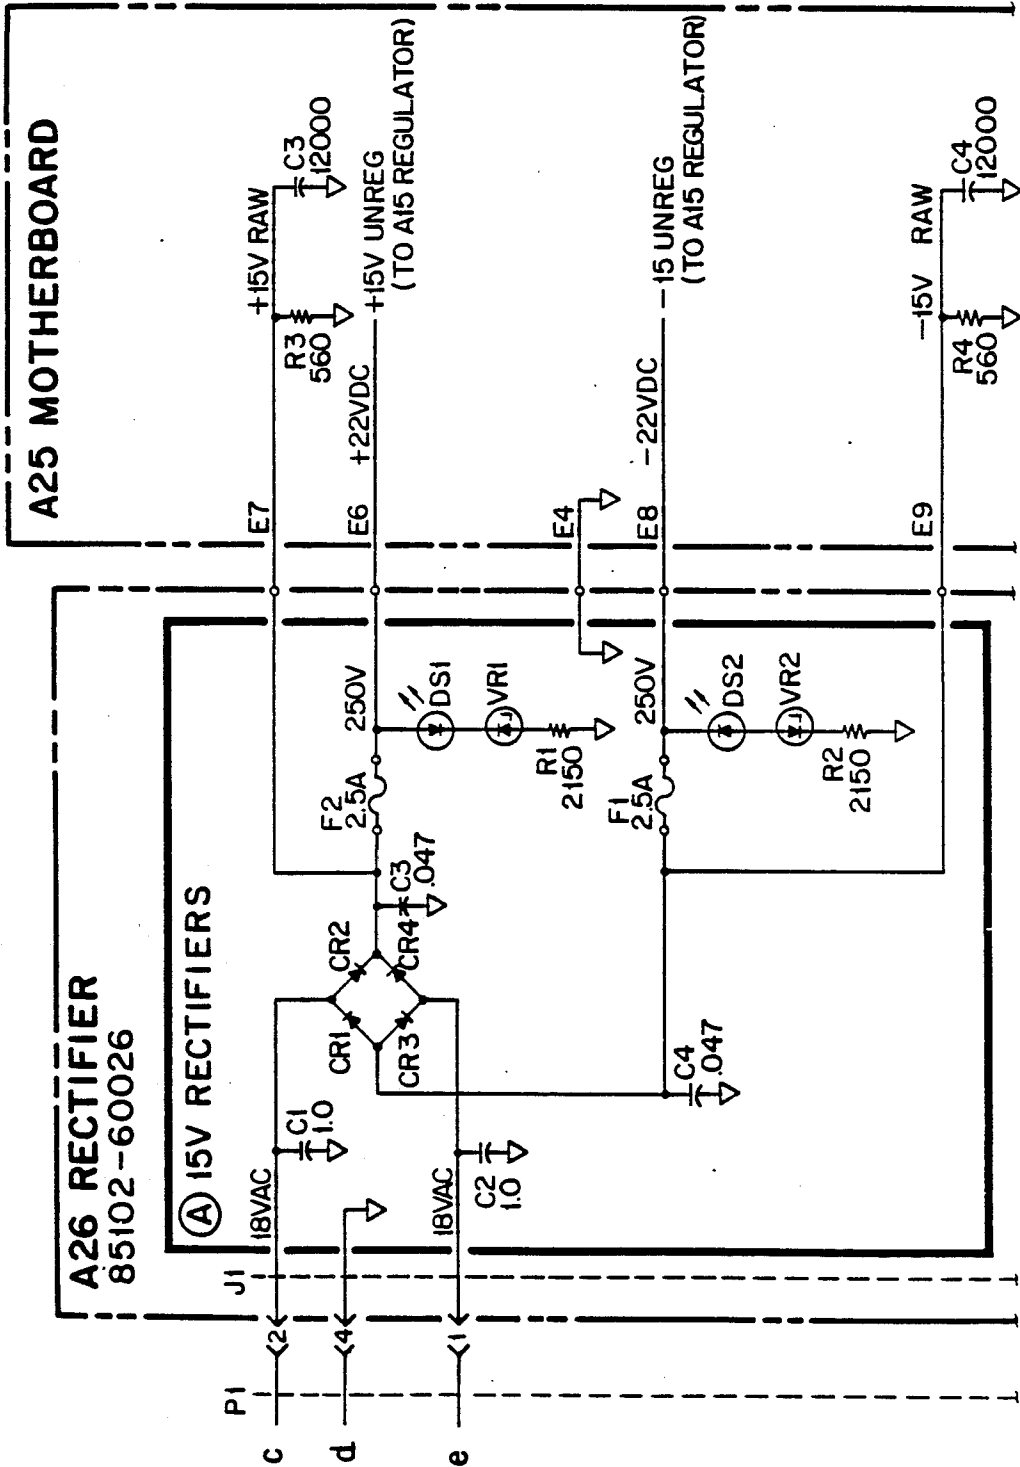 A25 MOTHERBOARD
A26 RECTIFIER
85102-60026
Ⓐ 15V RECTIFIERS
P1
J1
c
2
18VAC
C1
1.0
d
4
e
1
18VAC
C2
1.0
CR1
CR2
CR3
CR4
C3
.047
C4
.047
F2
2.5A
250V
DS1
VR1
R1
2150
F1
2.5A
250V
DS2
VR2
R2
2150
E7
+15V RAW
R3
560
C3
12000
E6
+22VDC
+15V UNREG
(TO A15 REGULATOR)
E4
E8
-22VDC
-15 UNREG
(TO A15 REGULATOR)
E9
-15V RAW
R4
560
C4
12000